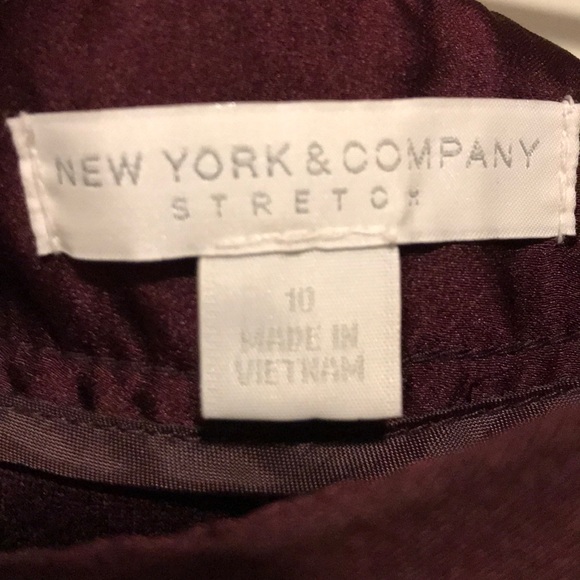 NEW YORK & COMPANY
STRETCH
10
MADE IN
VIETNAM